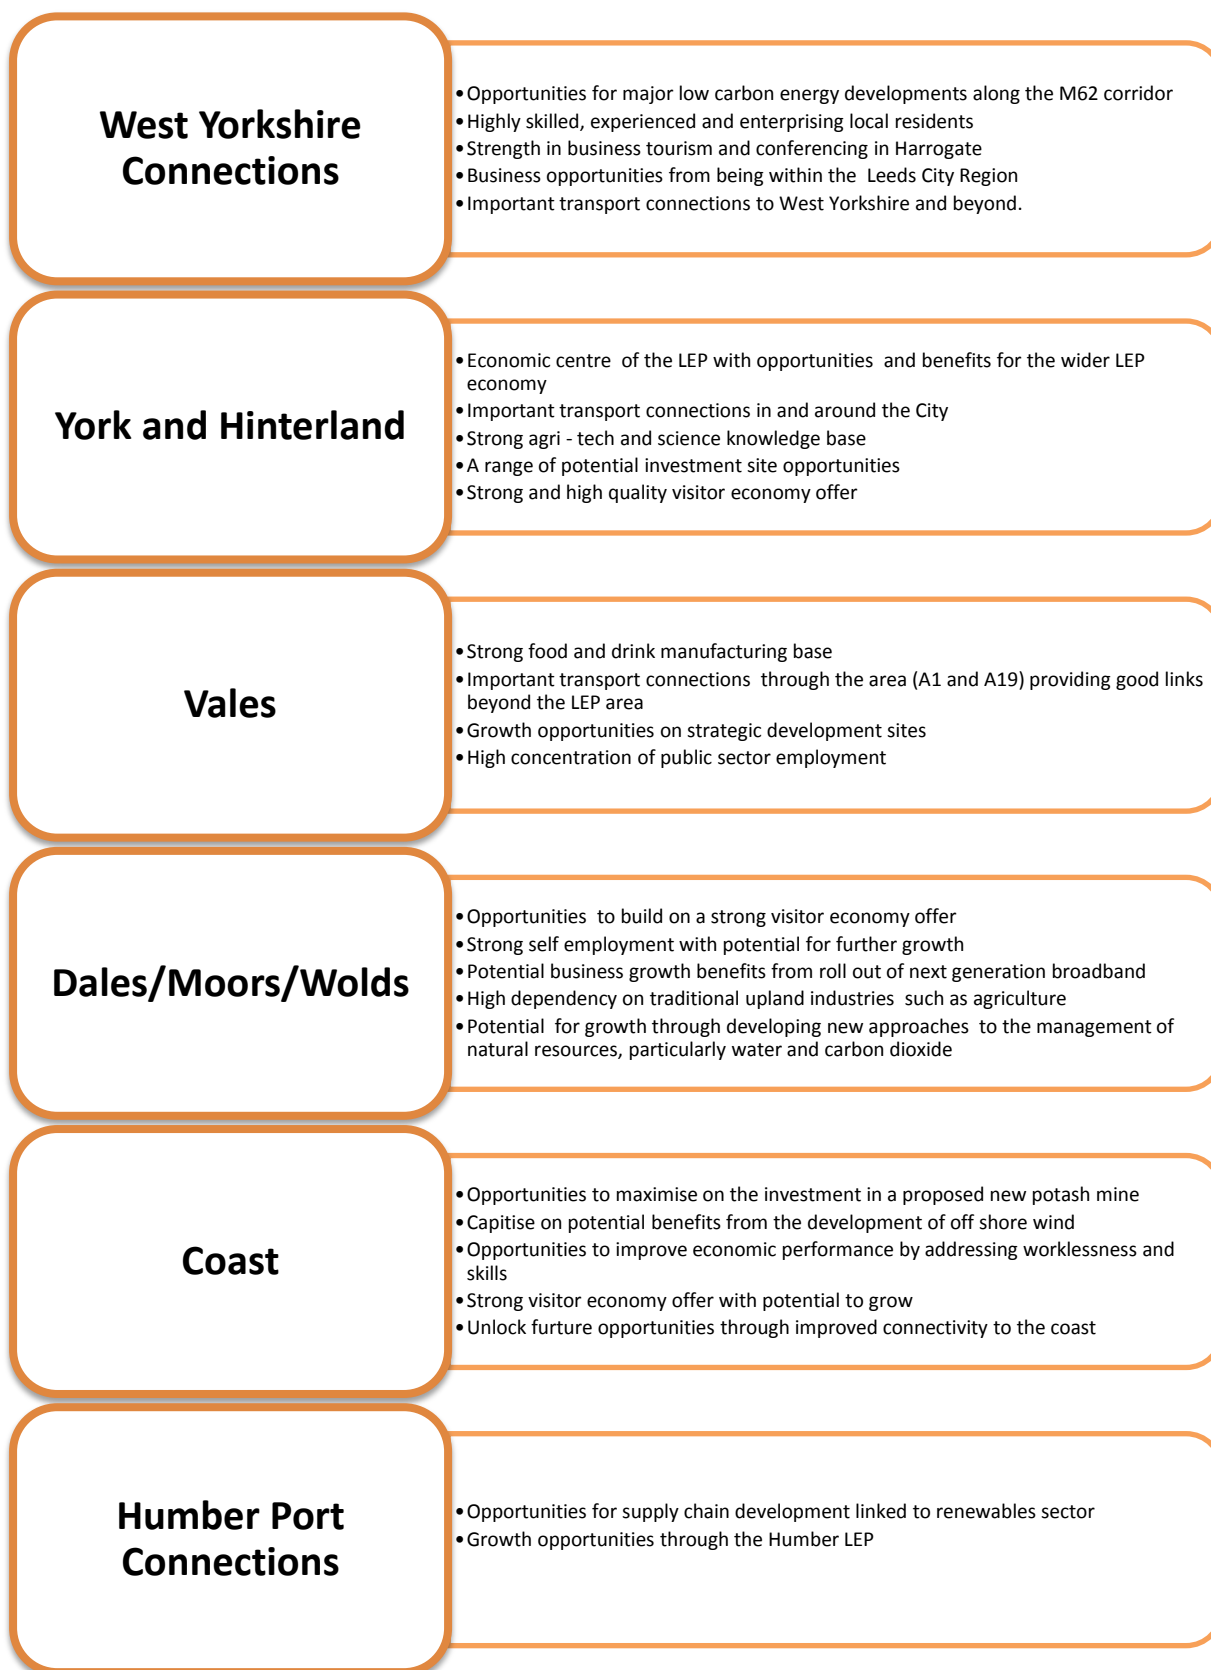 West Yorkshire
Connections
•Opportunities for major low carbon energy developments along the M62 corridor
•Highly skilled, experienced and enterprising local residents
•Strength in business tourism and conferencing in Harrogate
•Business opportunities from being within the Leeds City Region
•Important transport connections to West Yorkshire and beyond.
York and Hinterland
•Economic centre of the LEP with opportunities and benefits for the wider LEP
economy
•Important transport connections in and around the City
•Strong agri - tech and science knowledge base
•A range of potential investment site opportunities
•Strong and high quality visitor economy offer
Vales
•Strong food and drink manufacturing base
•Important transport connections through the area (A1 and A19) providing good links
beyond the LEP area
•Growth opportunities on strategic development sites
•High concentration of public sector employment
Dales/Moors/Wolds
•Opportunities to build on a strong visitor economy offer
•Strong self employment with potential for further growth
•Potential business growth benefits from roll out of next generation broadband
•High dependency on traditional upland industries such as agriculture
•Potential for growth through developing new approaches to the management of
natural resources, particularly water and carbon dioxide
Coast
•Opportunities to maximise on the investment in a proposed new potash mine
•Capitise on potential benefits from the development of off shore wind
•Opportunities to improve economic performance by addressing worklessness and
skills
•Strong visitor economy offer with potential to grow
•Unlock furture opportunities through improved connectivity to the coast
Humber Port
Connections
•Opportunities for supply chain development linked to renewables sector
•Growth opportunities through the Humber LEP